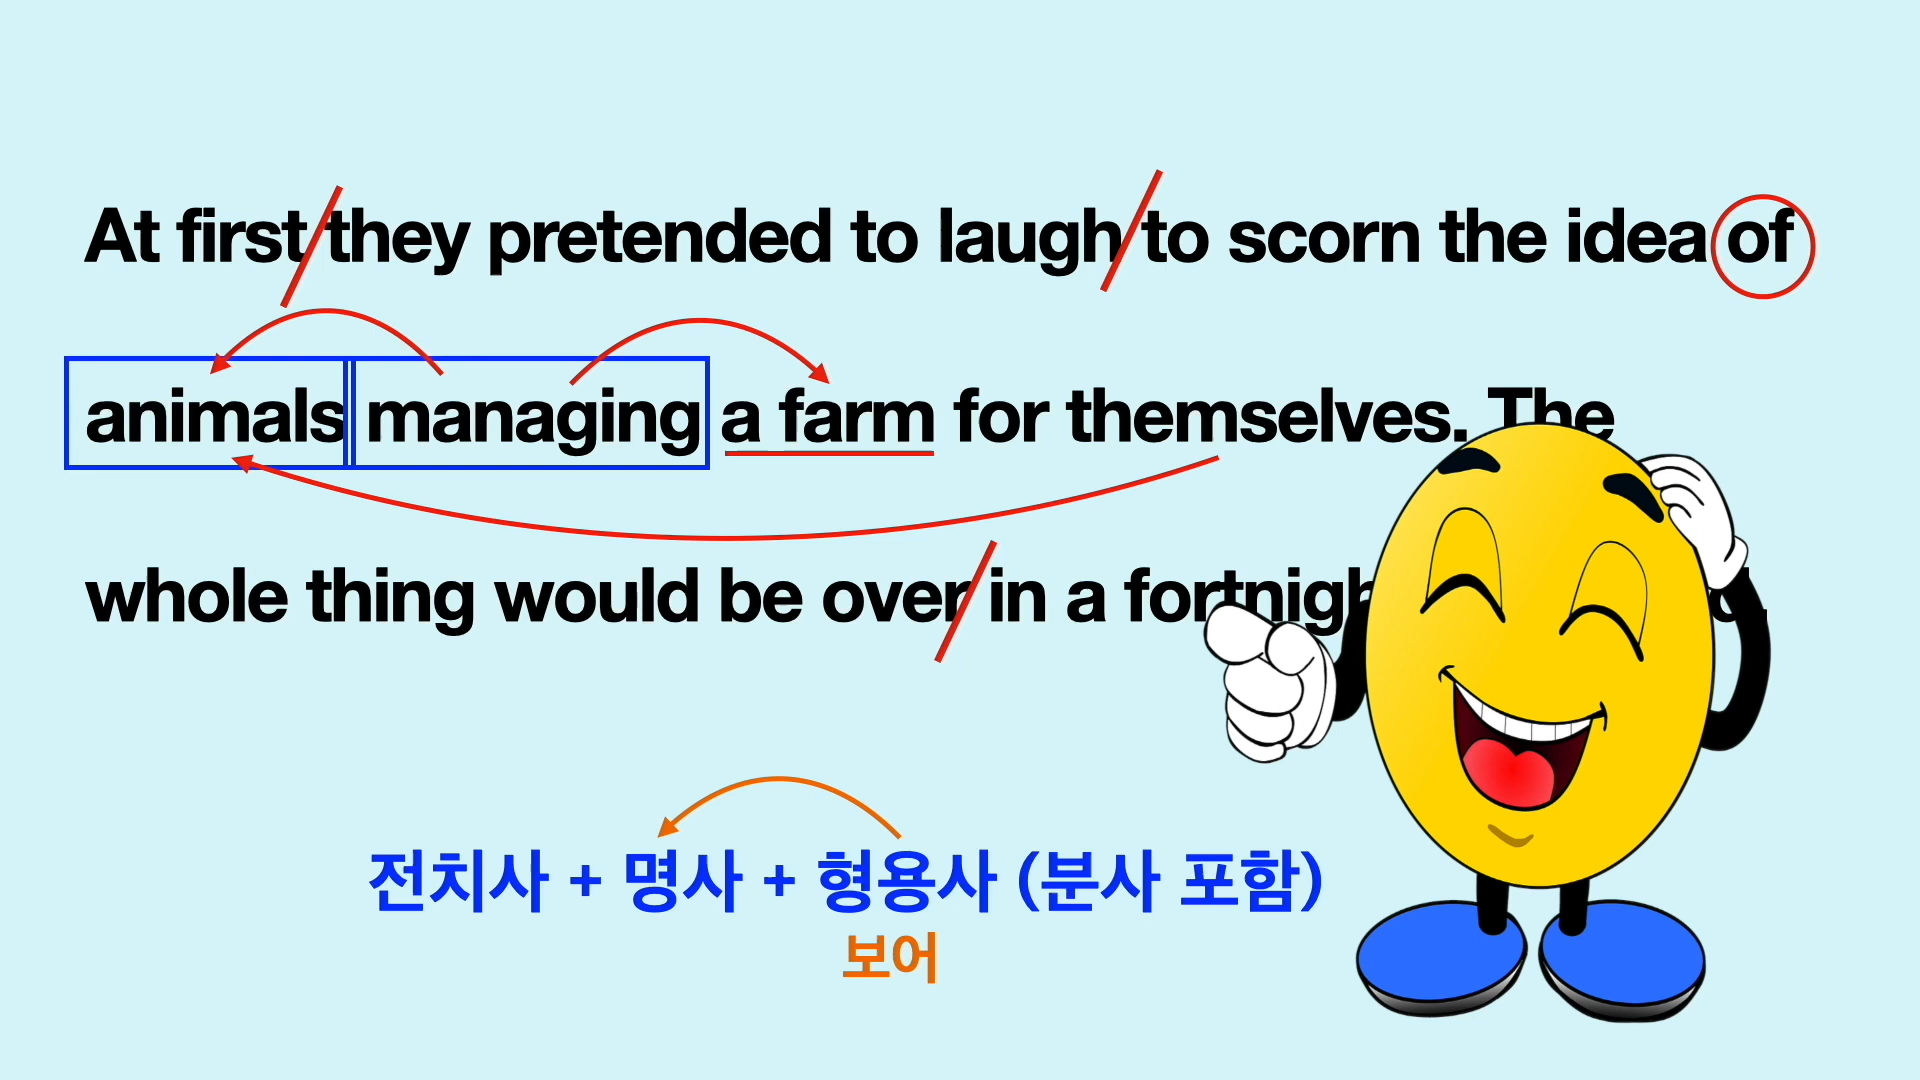 At first they pretended to laugh to scorn the idea of
animals managing a farm for themselves. The
whole thing would be over in a
전치사 + 명사 + 형용사 (분사 포함)
보어